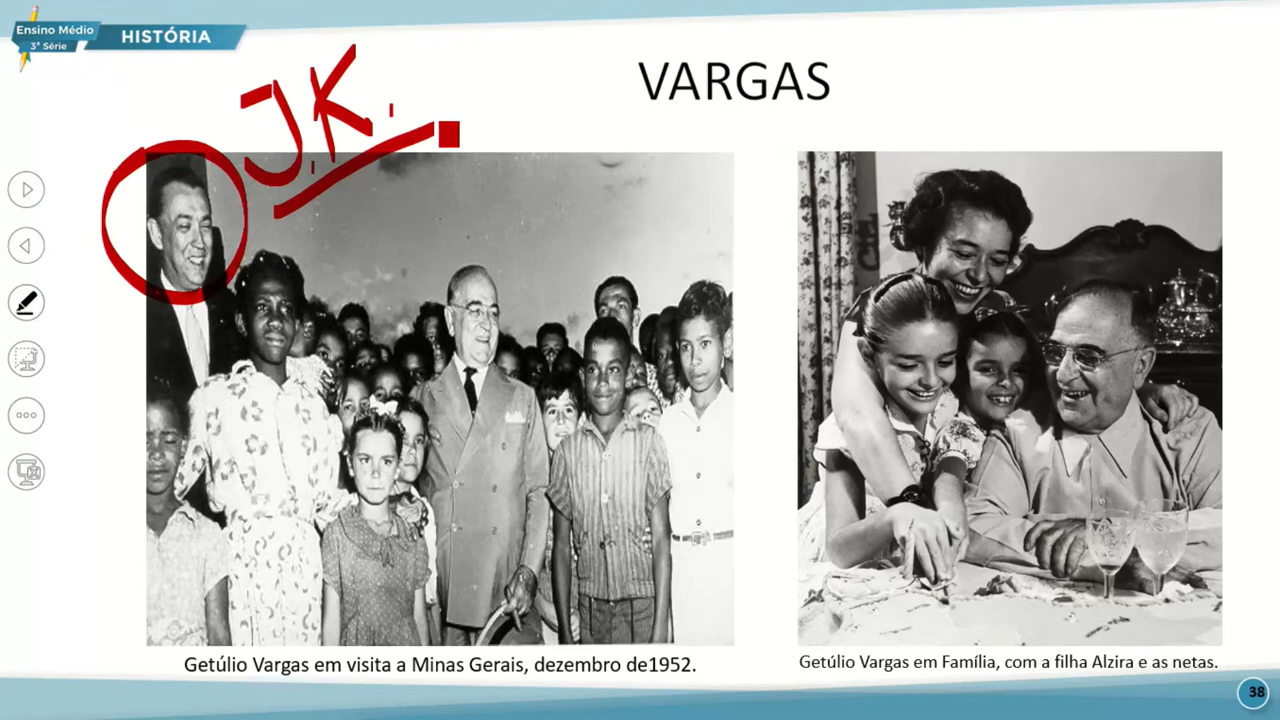 Ensino Médio
3ª Série
HISTÓRIA
VARGAS
J.K.
Getúlio Vargas em visita a Minas Gerais, dezembro de1952.
Getúlio Vargas em Família, com a filha Alzira e as netas.
38